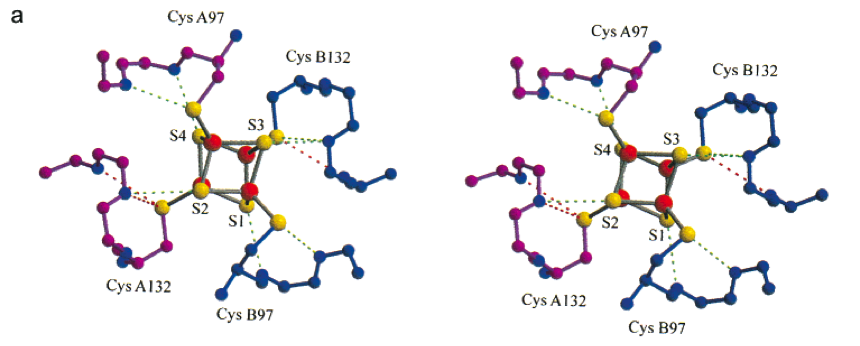 a
Cys A97
Cys B132
S4
S3
S2
S1
Cys A132
Cys B97
Cys A97
Cys B132
S4
S3
S2
S1
Cys A132
Cys B97